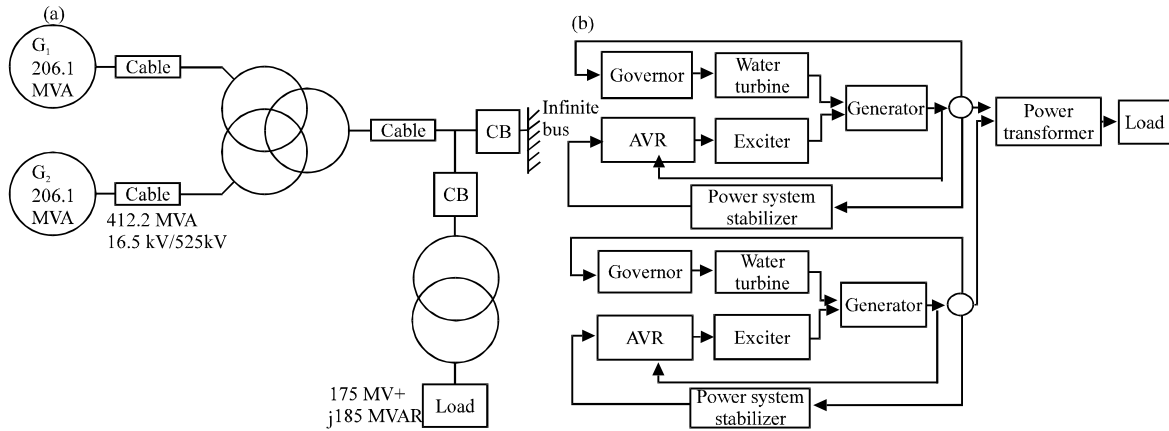 (a)
G1
206.1
MVA
Cable
G2
206.1
MVA
Cable
412.2 MVA
16.5 kV/525kV
Cable
CB
Infinite
bus
CB
175 MV+
j185 MVAR
Load
(b)
Governor
Water
turbine
Generator
AVR
Exciter
Power system
stabilizer
Power
transformer
Load
Governor
Water
turbine
Generator
AVR
Exciter
Power system
stabilizer